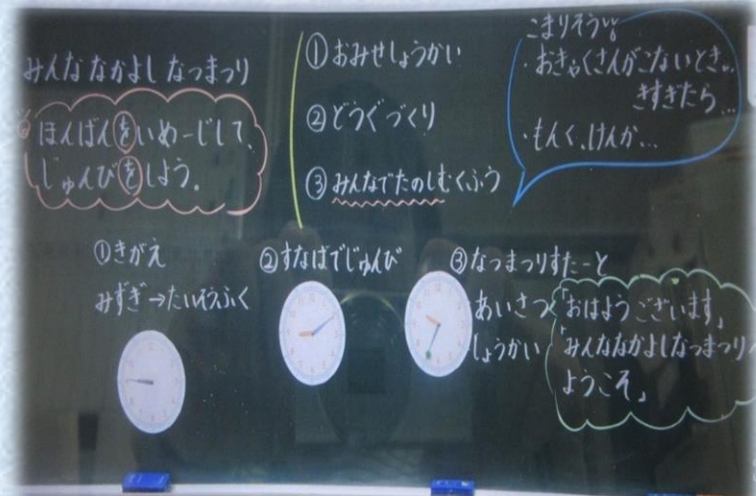 みんな なかよし なつまつり
ほんばんをいめーじして、
じゅんびをしよう。
①おみせしょうかい
②どうぐづくり
③みんなでたのしむくふう
こまりそう
・おきゃくさんがこないとき
きすぎたら…
・もんく、けんか…
①きがえ
みずぎ→たいそうふく
②すなばでじゅんび
③なつまつりすたーと
あいさつ「おはようございます」
しょうかい「みんななかよしなつまつりへ
ようこそ」